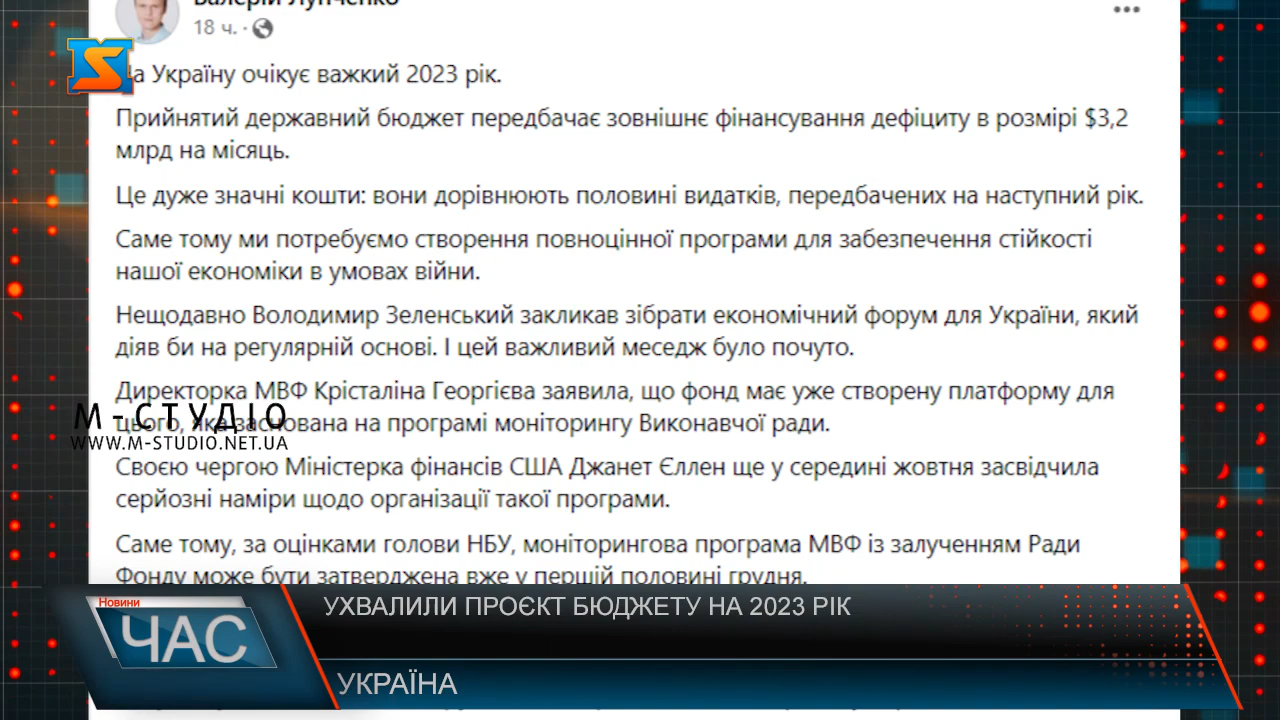 Валерій Лунченко
18 ч. ·
На Україну очікує важкий 2023 рік.
Прийнятий державний бюджет передбачає зовнішнє фінансування дефіциту в розмірі $3,2
млрд на місяць.
Це дуже значні кошти: вони дорівнюють половині видатків, передбачених на наступний рік.
Саме тому ми потребуємо створення повноцінної програми для забезпечення стійкості
нашої економіки в умовах війни.
Нещодавно Володимир Зеленський закликав зібрати економічний форум для України, який
діяв би на регулярній основі. І цей важливий меседж було почуто.
Директорка МВФ Крісталіна Георгієва заявила, що фонд має уже створену платформу для
цього, яка заснована на програмі моніторингу Виконавчої ради.
М-СТУДІО
WWW.M-STUDIO.NET.UA
Своєю чергою Міністерка фінансів США Джанет Єллен ще у середині жовтня засвідчила
серйозні наміри щодо організації такої програми.
Саме тому, за оцінками голови НБУ, моніторингова програма МВФ із залученням Ради
Фонду може бути затверджена вже у першій половині грудня.
Новини
ЧАС
УХВАЛИЛИ ПРОЄКТ БЮДЖЕТУ НА 2023 РІК
УКРАЇНА